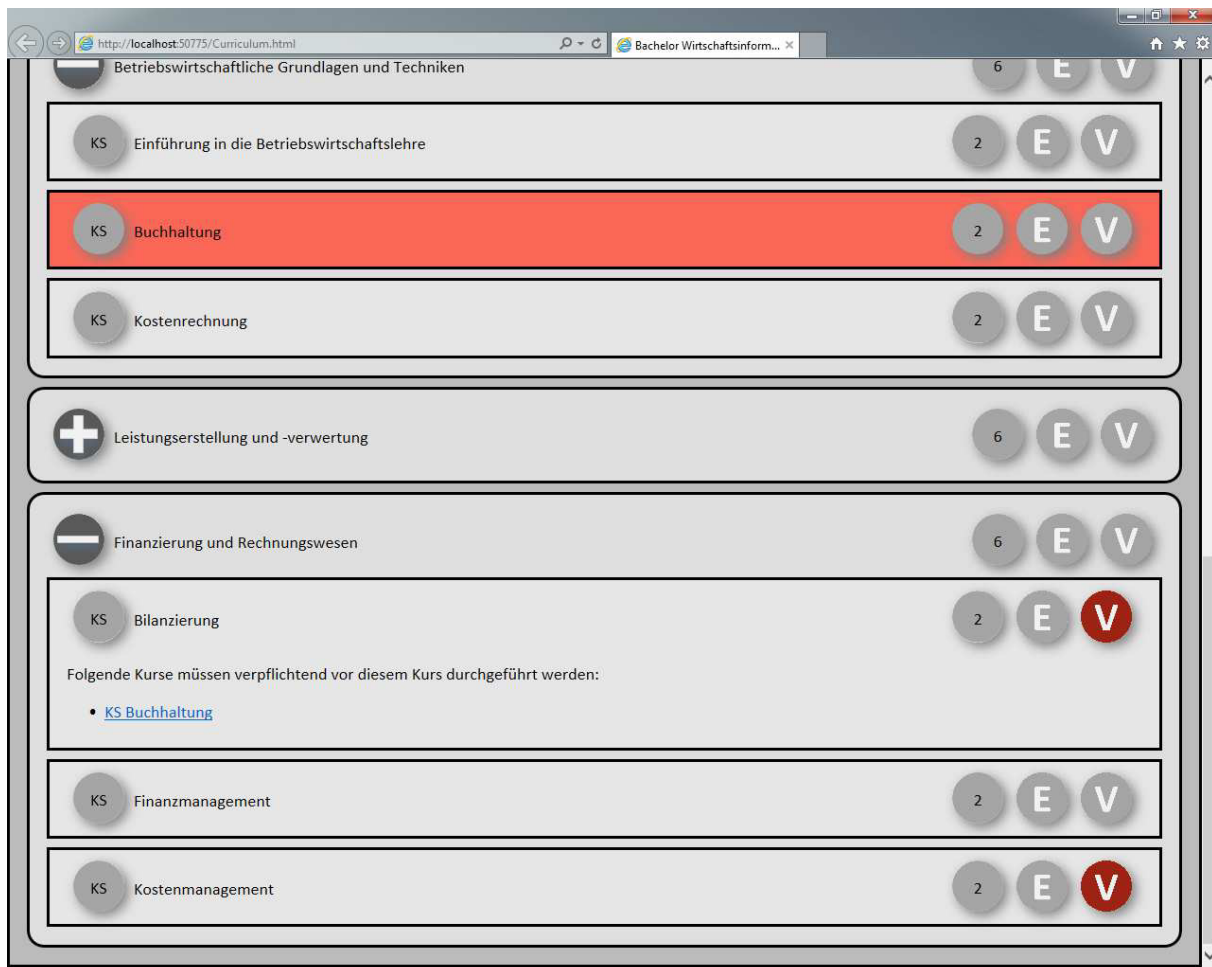 http://localhost:50775/Curriculum.html
Bachelor Wirtschaftsinform...
Betriebswirtschaftliche Grundlagen und Techniken 6 E V
KS Einführung in die Betriebswirtschaftslehre 2 E V
KS Buchhaltung 2 E V
KS Kostenrechnung 2 E V
Leistungserstellung und -verwertung 6 E V
Finanzierung und Rechnungswesen 6 E V
KS Bilanzierung 2 E V
Folgende Kurse müssen verpflichtend vor diesem Kurs durchgeführt werden:
• KS Buchhaltung
KS Finanzmanagement 2 E V
KS Kostenmanagement 2 E V